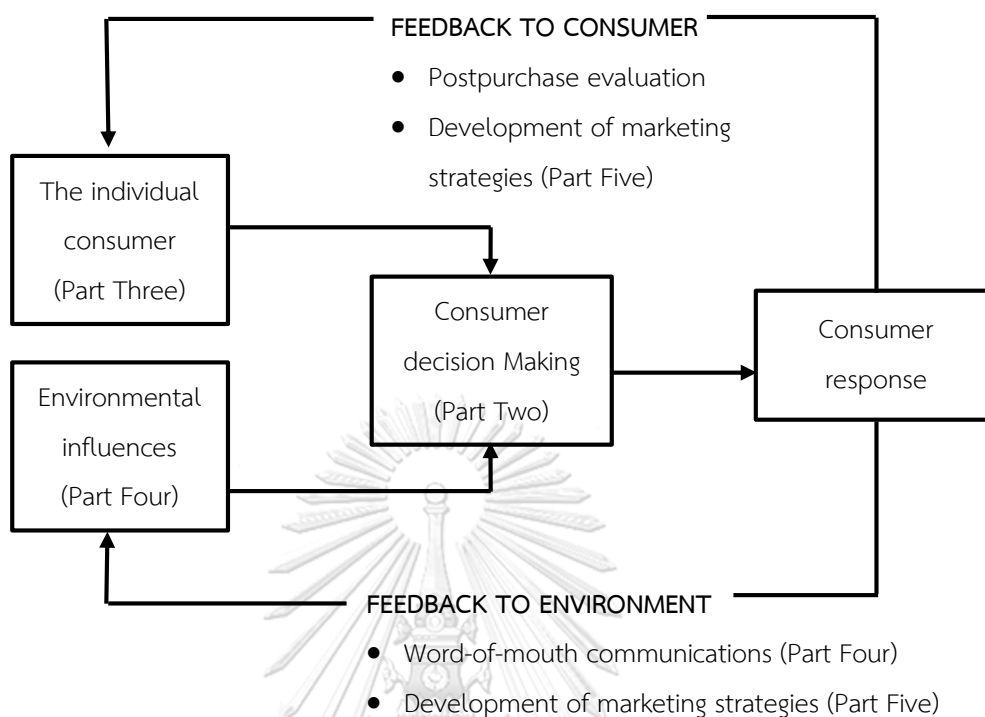 FEEDBACK TO CONSUMER
• Postpurchase evaluation
• Development of marketing
strategies (Part Five)
The individual
consumer
(Part Three)
Consumer
decision Making
(Part Two)
Consumer
response
Environmental
influences
(Part Four)
FEEDBACK TO ENVIRONMENT
• Word-of-mouth communications (Part Four)
• Development of marketing strategies (Part Five)